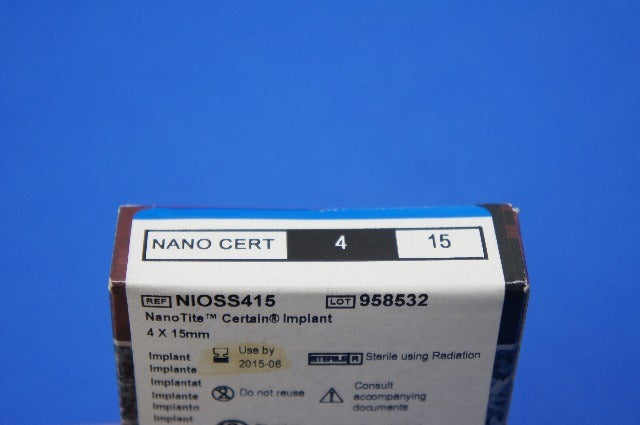 NANO CERT 4 15
REF NIOSS415 LOT 958532
NanoTite™ Certain® Implant
4 X 15mm
Implant
Implante
Implantat
Implante
Impianto
Implant
Use by
2015-06
STERILE R Sterile using Radiation
Do not reuse
Consult
accompanying
documents